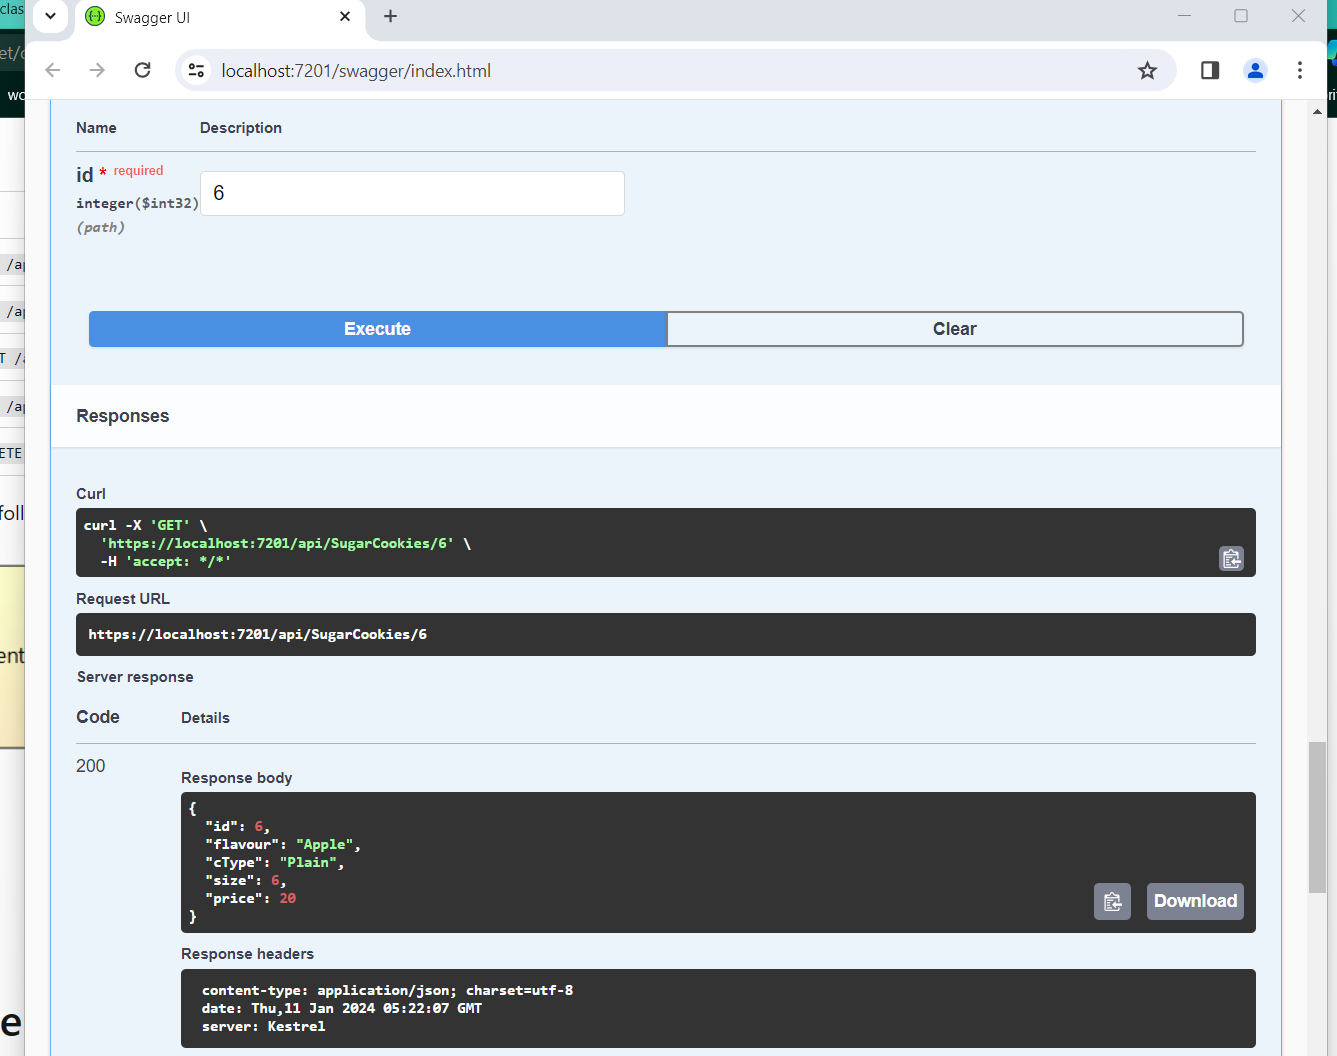 Swagger UI
localhost:7201/swagger/index.html
Name Description
id * required
integer($int32)
(path)
6
Execute Clear
Responses
Curl
curl -X 'GET' \
'https://localhost:7201/api/SugarCookies/6' \
-H 'accept: */*'
Request URL
https://localhost:7201/api/SugarCookies/6
Server response
Code Details
200
Response body
{
"id": 6,
"flavour": "Apple",
"cType": "Plain",
"size": 6,
"price": 20
}
Download
Response headers
content-type: application/json; charset=utf-8
date: Thu,11 Jan 2024 05:22:07 GMT
server: Kestrel